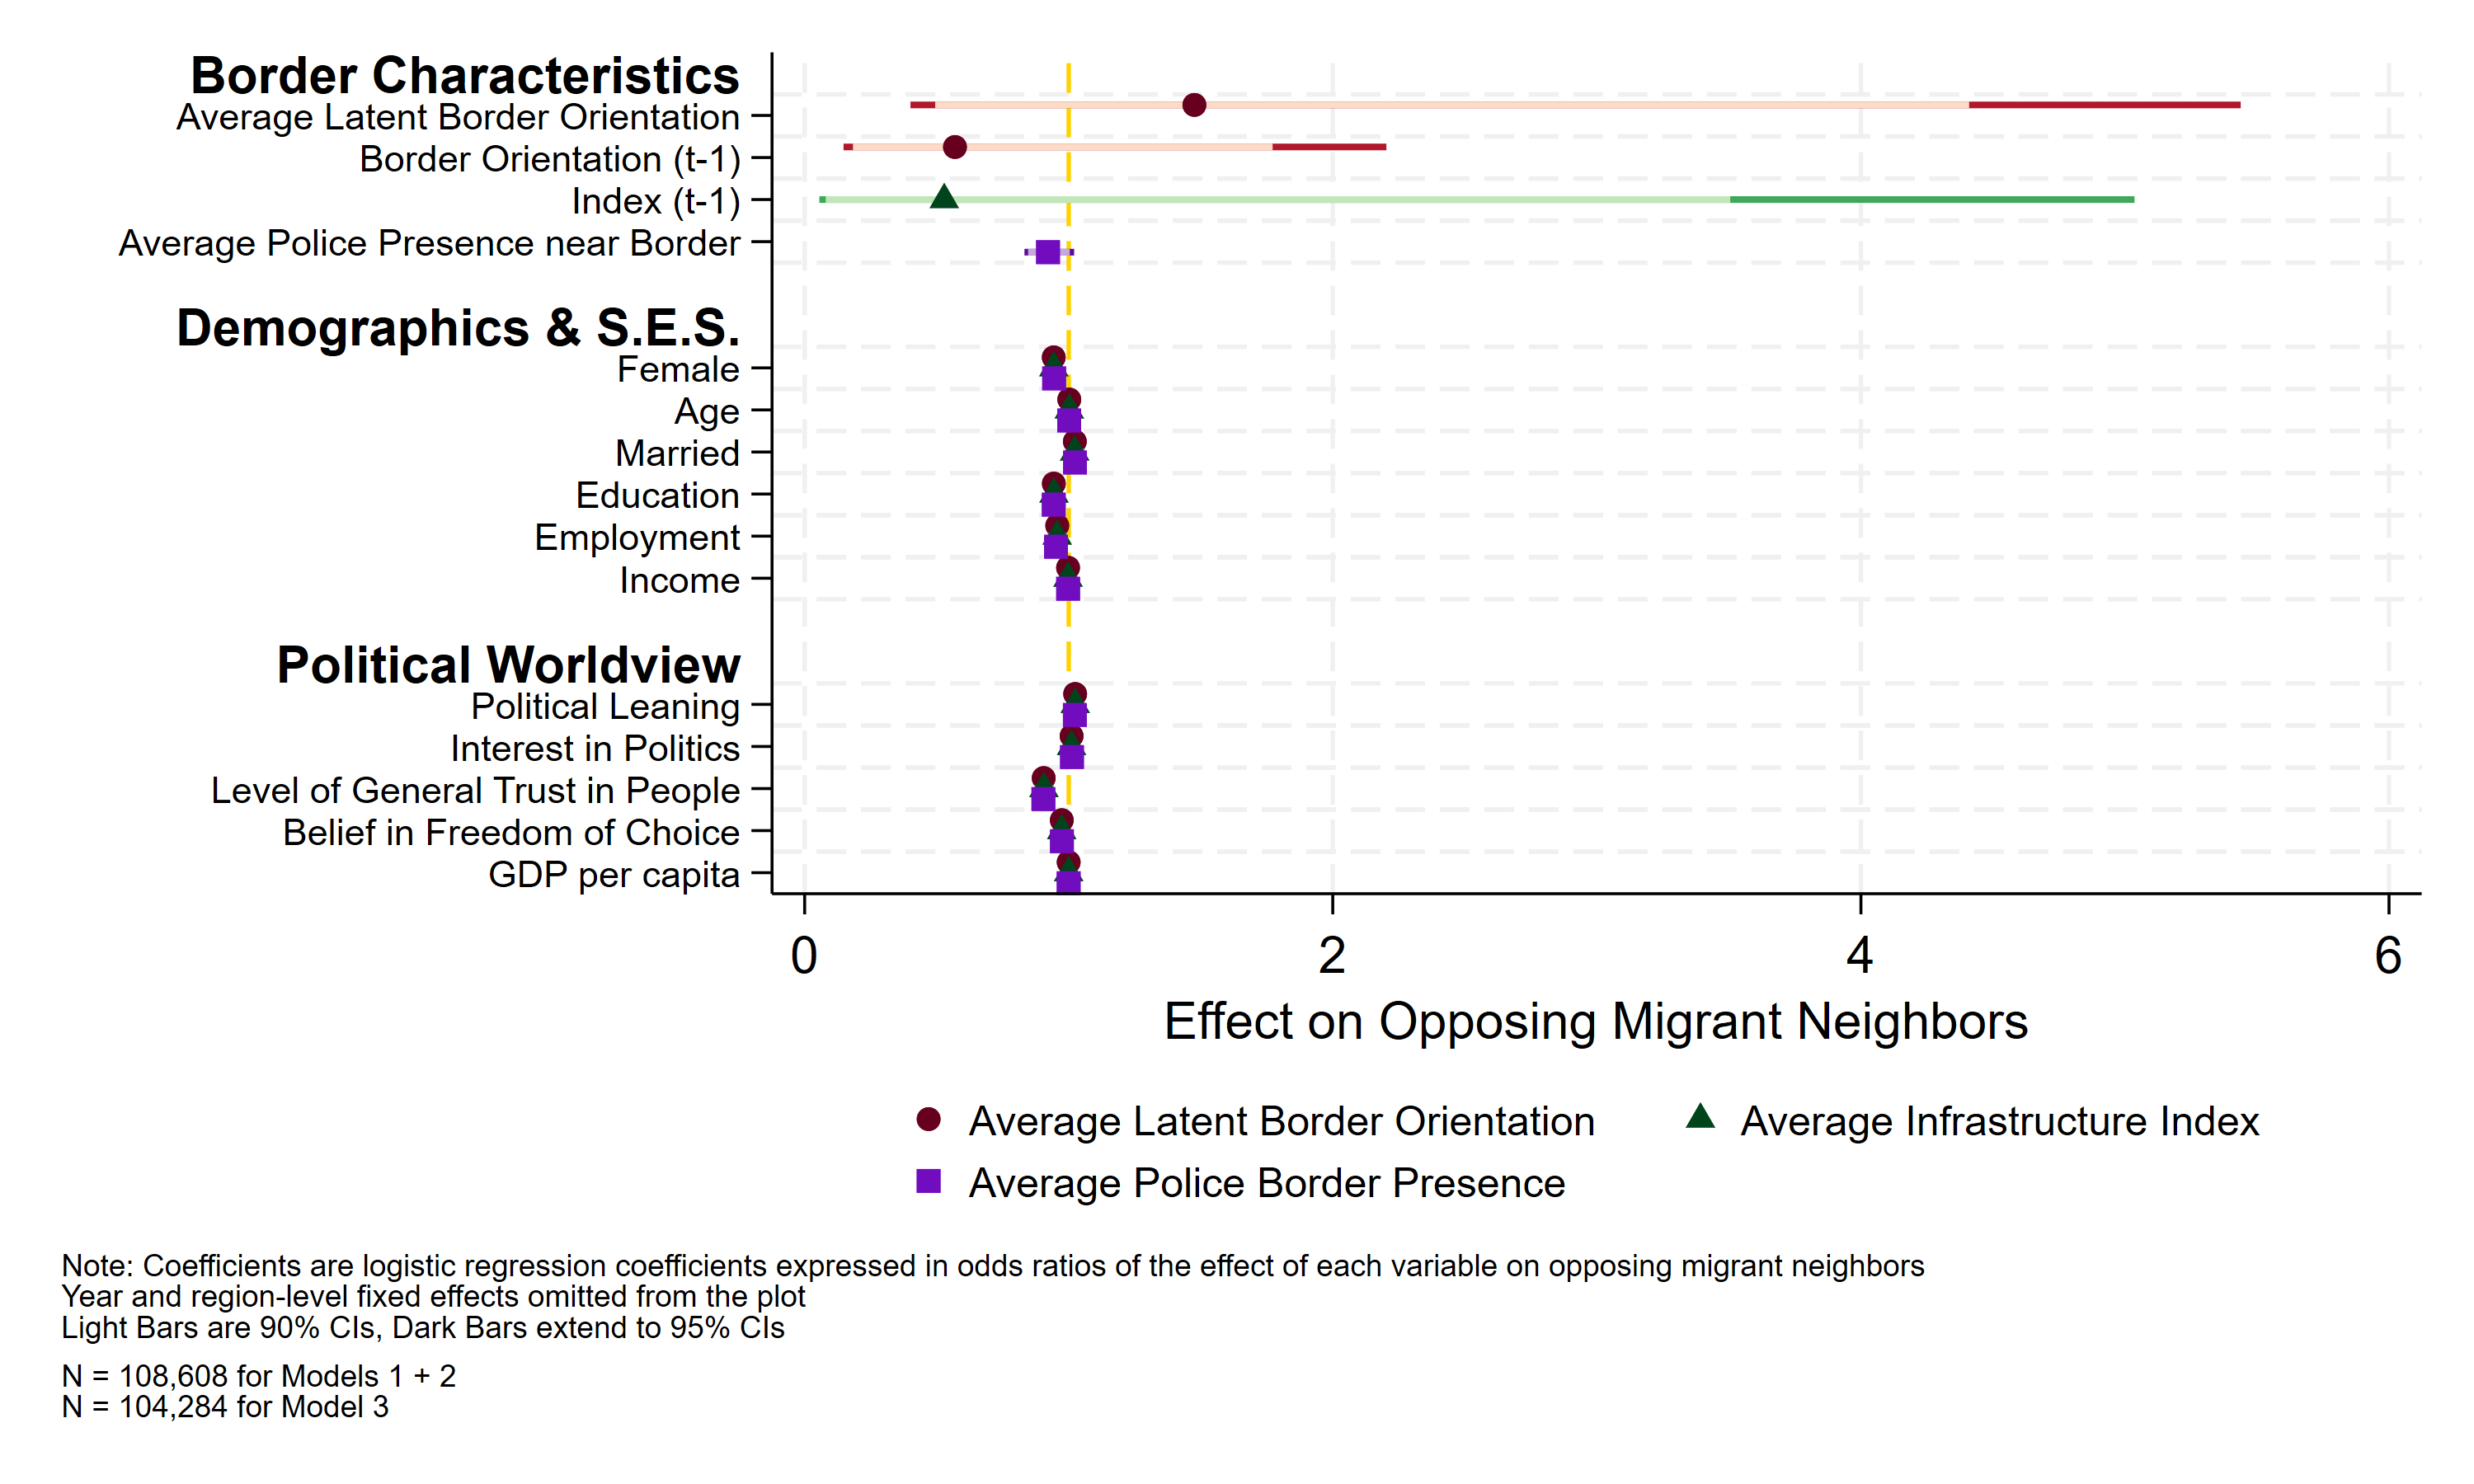 Border Characteristics
Average Latent Border Orientation
Border Orientation (t-1)
Index (t-1)
Average Police Presence near Border
Demographics & S.E.S.
Female
Age
Married
Education
Employment
Income
Political Worldview
Political Leaning
Interest in Politics
Level of General Trust in People
Belief in Freedom of Choice
GDP per capita
0 2 4 6
Effect on Opposing Migrant Neighbors
Average Latent Border Orientation Average Infrastructure Index
Average Police Border Presence
Note: Coefficients are logistic regression coefficients expressed in odds ratios of the effect of each variable on opposing migrant neighbors
Year and region-level fixed effects omitted from the plot
Light Bars are 90% CIs, Dark Bars extend to 95% CIs
N = 108,608 for Models 1 + 2
N = 104,284 for Model 3